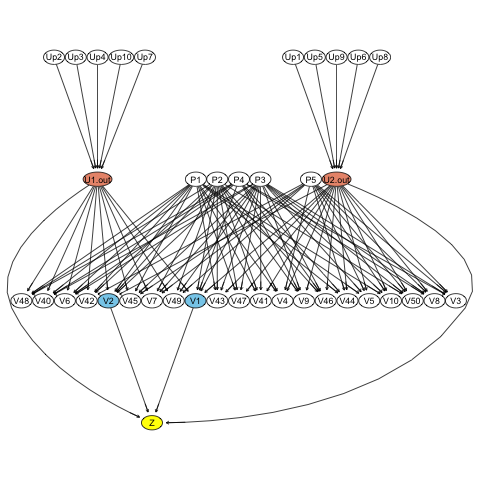 Up2 Up3 Up4 Up10 Up7 Up1 Up5 Up9 Up6 Up8
U1.out P1 P2 P4 P3 P5 U2.out
V48 V40 V6 V42 V2 V45 V7 V49 V1 V43 V47 V41 V4 V9 V46 V44 V5 V10 V50 V8 V3
Z